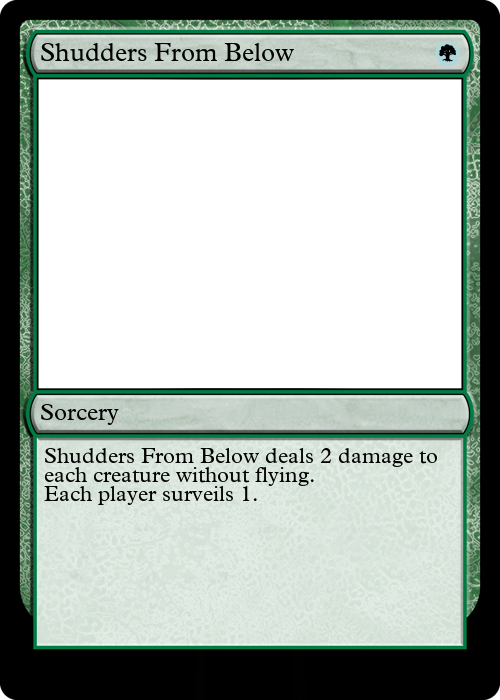 Shudders From Below
Sorcery
Shudders From Below deals 2 damage to
each creature without flying.
Each player surveils 1.